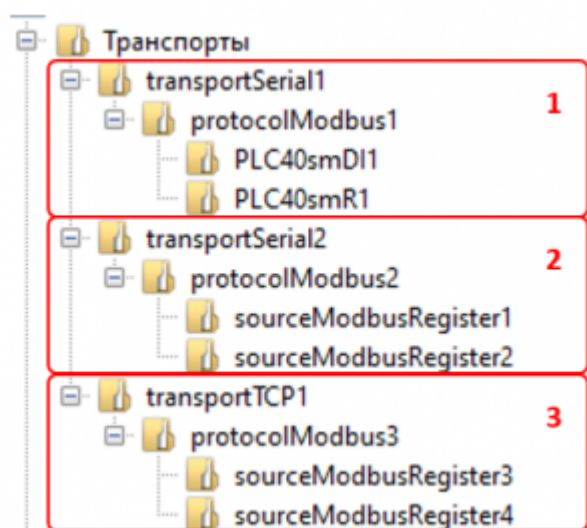 Транспорты
transportSerial1
1
protocolModbus1
PLC40smDI1
PLC40smR1
transportSerial2
2
protocolModbus2
sourceModbusRegister1
sourceModbusRegister2
transportTCP1
3
protocolModbus3
sourceModbusRegister3
sourceModbusRegister4